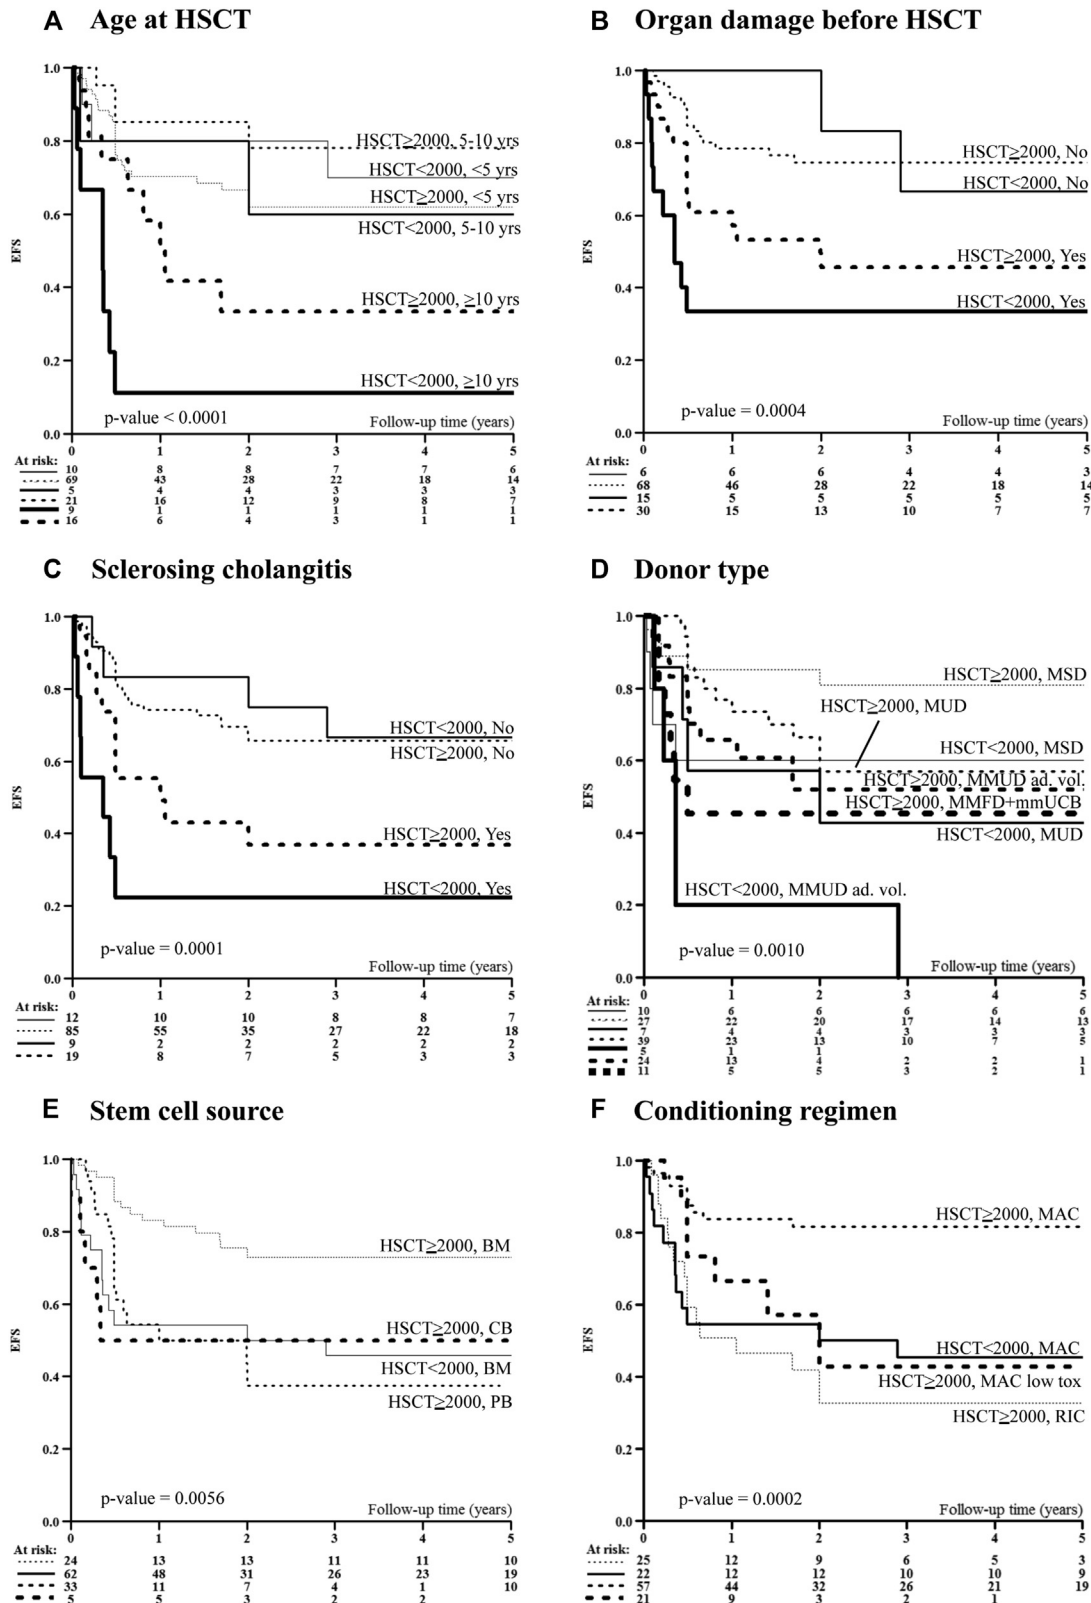 A Age at HSCT
1.0
0.8
0.6
0.4
0.2
0.0
EFS
HSCT≥2000, 5-10 yrs
HSCT<2000, <5 yrs
HSCT≥2000, <5 yrs
HSCT<2000, 5-10 yrs
HSCT≥2000, ≥10 yrs
HSCT<2000, ≥10 yrs
p-value < 0.0001
Follow-up time (years)
0 1 2 3 4 5
At risk:
10 8 8 7 7 6
69 43 28 22 18 14
5 4 4 3 3 3
21 16 12 9 8 7
9 1 1 1 1 1
16 6 4 3 1 1
B Organ damage before HSCT
1.0
0.8
0.6
0.4
0.2
0.0
EFS
HSCT≥2000, No
HSCT<2000, No
HSCT≥2000, Yes
HSCT<2000, Yes
p-value = 0.0004
Follow-up time (years)
0 1 2 3 4 5
At risk:
6 6 6 4 4 3
68 46 28 22 18 14
15 5 5 5 5 5
30 15 13 10 7 7
C Sclerosing cholangitis
1.0
0.8
0.6
0.4
0.2
0.0
EFS
HSCT<2000, No
HSCT≥2000, No
HSCT≥2000, Yes
HSCT<2000, Yes
p-value = 0.0001
Follow-up time (years)
0 1 2 3 4 5
At risk:
12 10 10 8 8 7
85 55 35 27 22 18
9 2 2 2 2 2
19 8 7 5 3 3
D Donor type
1.0
0.8
0.6
0.4
0.2
0.0
EFS
HSCT≥2000, MSD
HSCT≥2000, MUD
HSCT<2000, MSD
HSCT≥2000, MMUD ad. vol.
HSCT≥2000, MMFD+mmUCB
HSCT<2000, MUD
HSCT<2000, MMUD ad. vol.
p-value = 0.0010
Follow-up time (years)
0 1 2 3 4 5
At risk:
10 6 6 6 6 6
27 22 20 17 14 13
7 4 4 3 3 3
39 23 13 10 7 5
5 1 1
24 13 4 2 2 1
11 5 5 3 2 1
E Stem cell source
1.0
0.8
0.6
0.4
0.2
0.0
EFS
HSCT≥2000, BM
HSCT≥2000, CB
HSCT<2000, BM
HSCT≥2000, PB
p-value = 0.0056
Follow-up time (years)
0 1 2 3 4 5
At risk:
24 13 13 11 11 10
62 48 31 26 23 19
33 11 7 4 1 10
5 5 3 2 2
F Conditioning regimen
1.0
0.8
0.6
0.4
0.2
0.0
EFS
HSCT≥2000, MAC
HSCT<2000, MAC
HSCT≥2000, MAC low tox
HSCT≥2000, RIC
p-value = 0.0002
Follow-up time (years)
0 1 2 3 4 5
At risk:
25 12 9 6 5 3
22 12 12 10 10 9
57 44 32 26 21 19
21 9 3 2 1